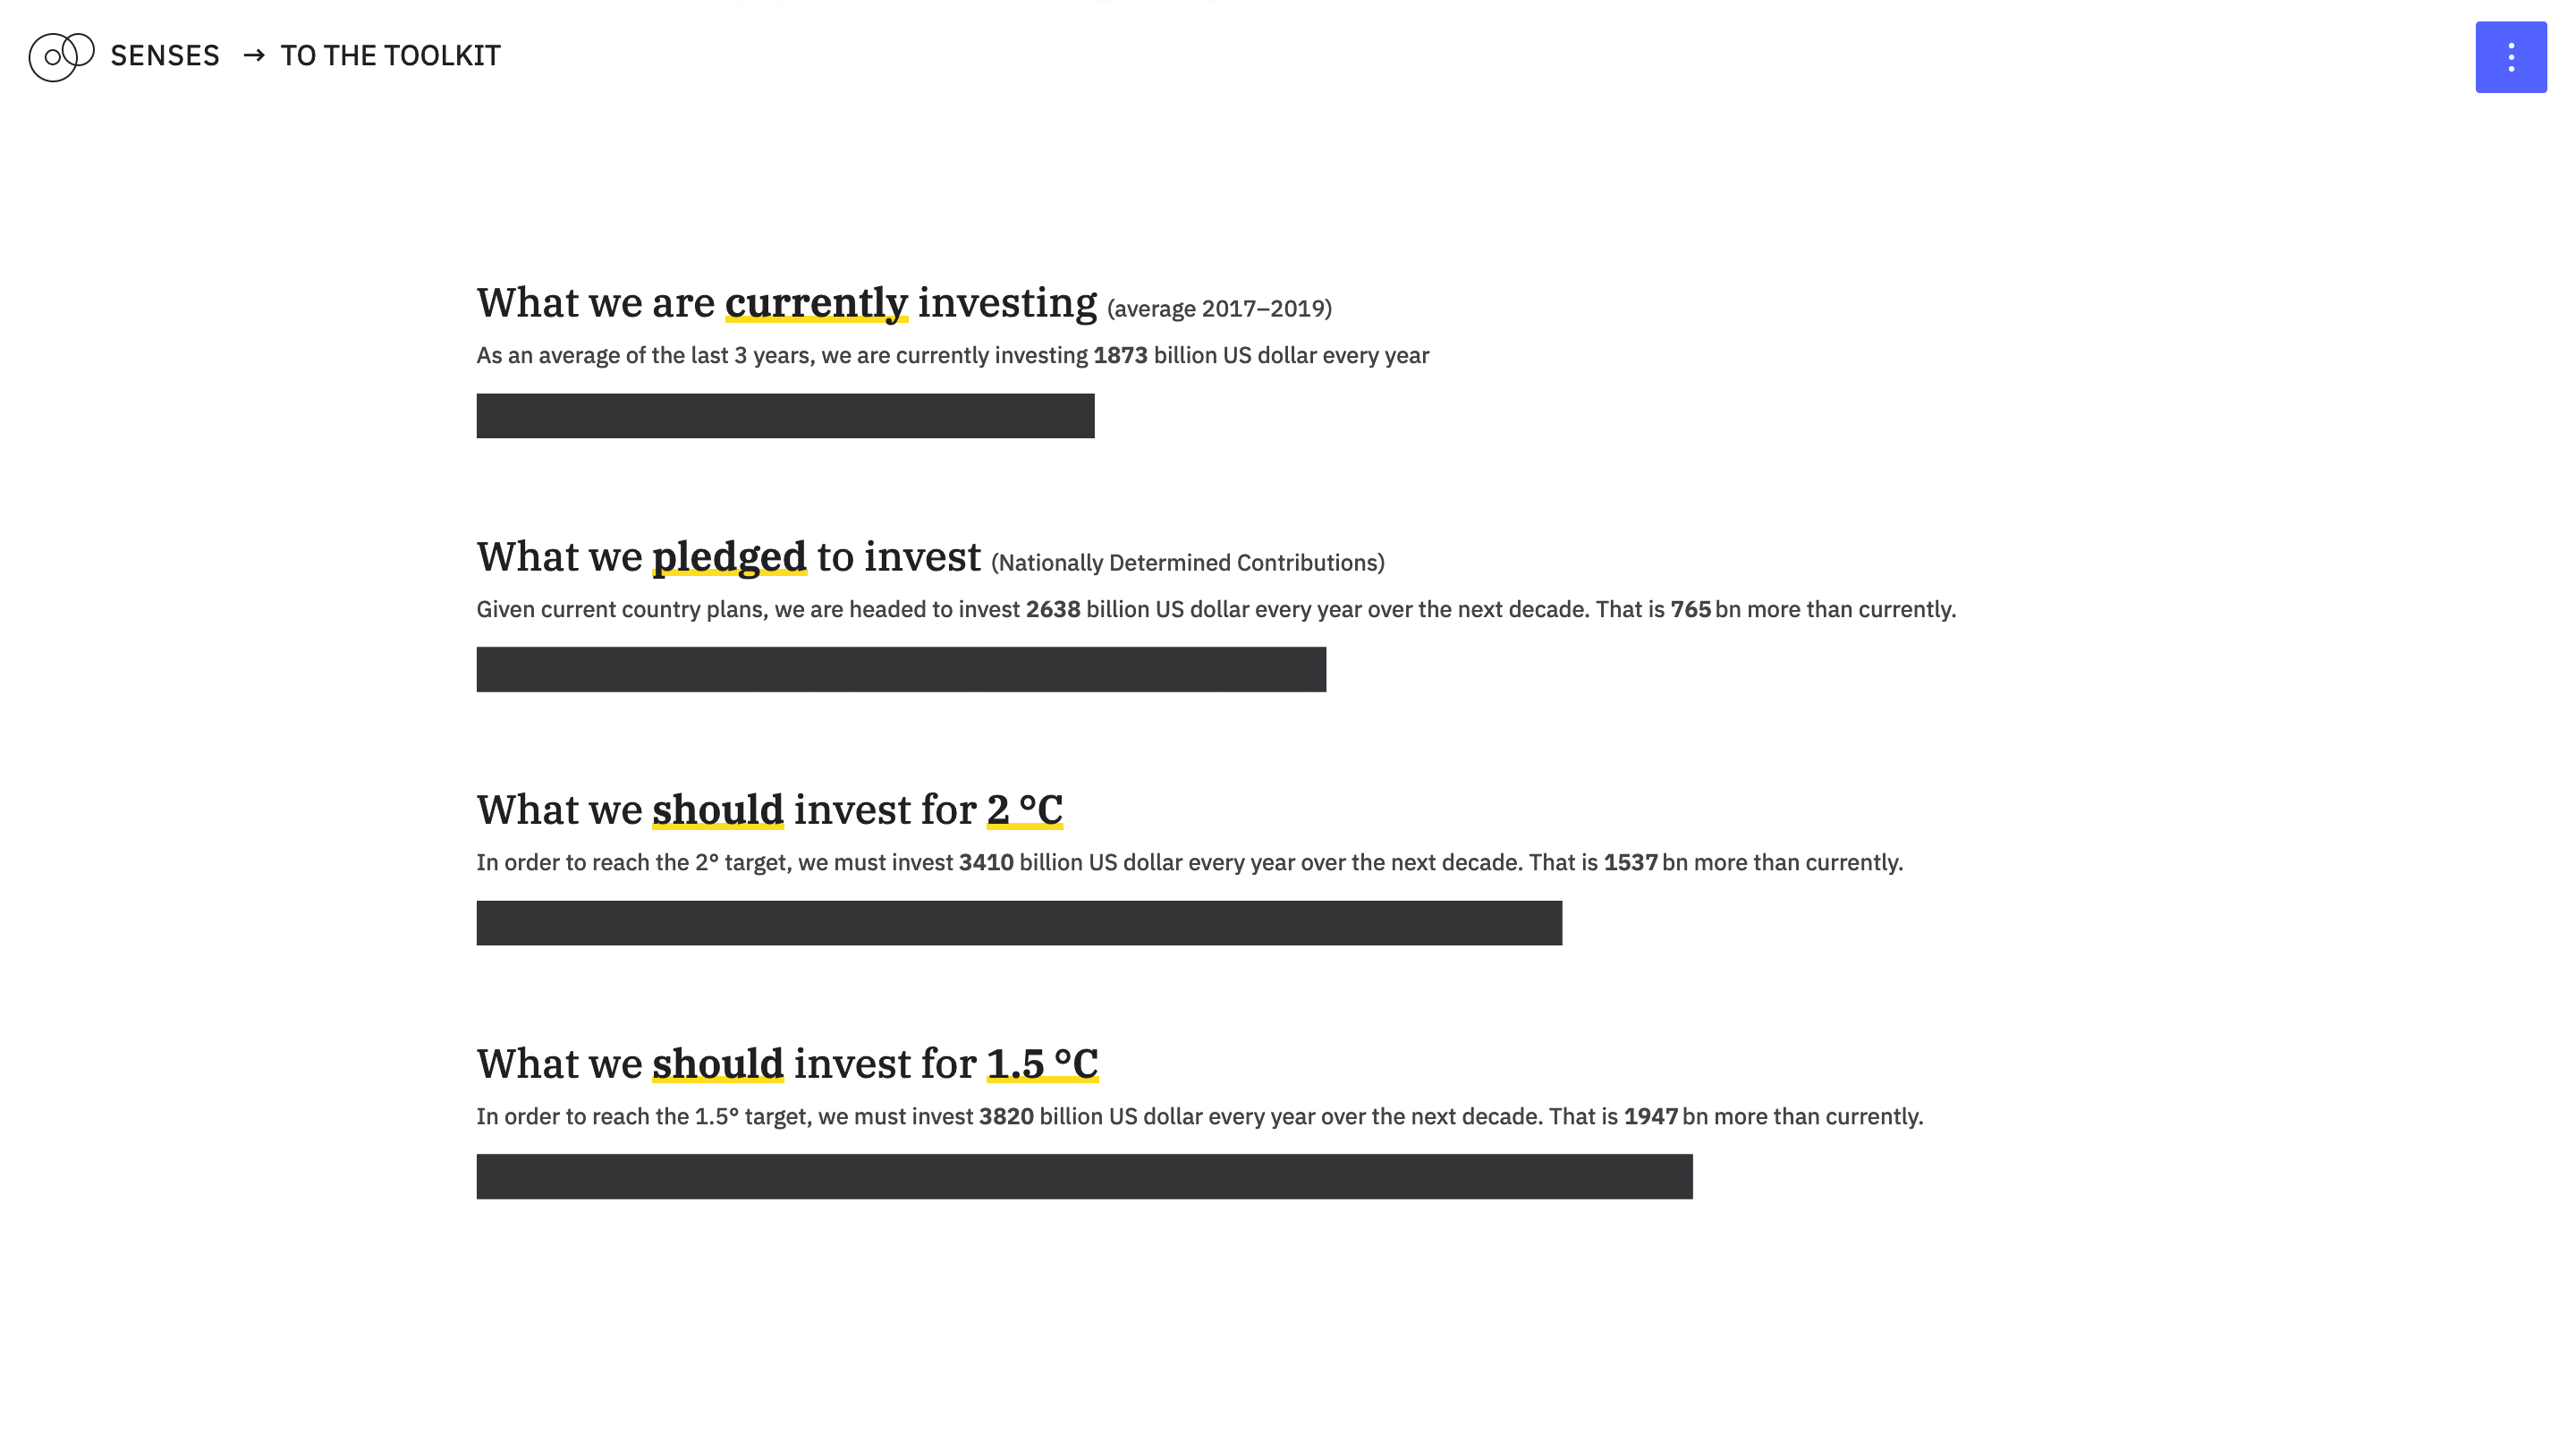 SENSES → TO THE TOOLKIT
What we are currently investing (average 2017–2019)
As an average of the last 3 years, we are currently investing 1873 billion US dollar every year
What we pledged to invest (Nationally Determined Contributions)
Given current country plans, we are headed to invest 2638 billion US dollar every year over the next decade. That is 765 bn more than currently.
What we should invest for 2 °C
In order to reach the 2° target, we must invest 3410 billion US dollar every year over the next decade. That is 1537 bn more than currently.
What we should invest for 1.5 °C
In order to reach the 1.5° target, we must invest 3820 billion US dollar every year over the next decade. That is 1947 bn more than currently.